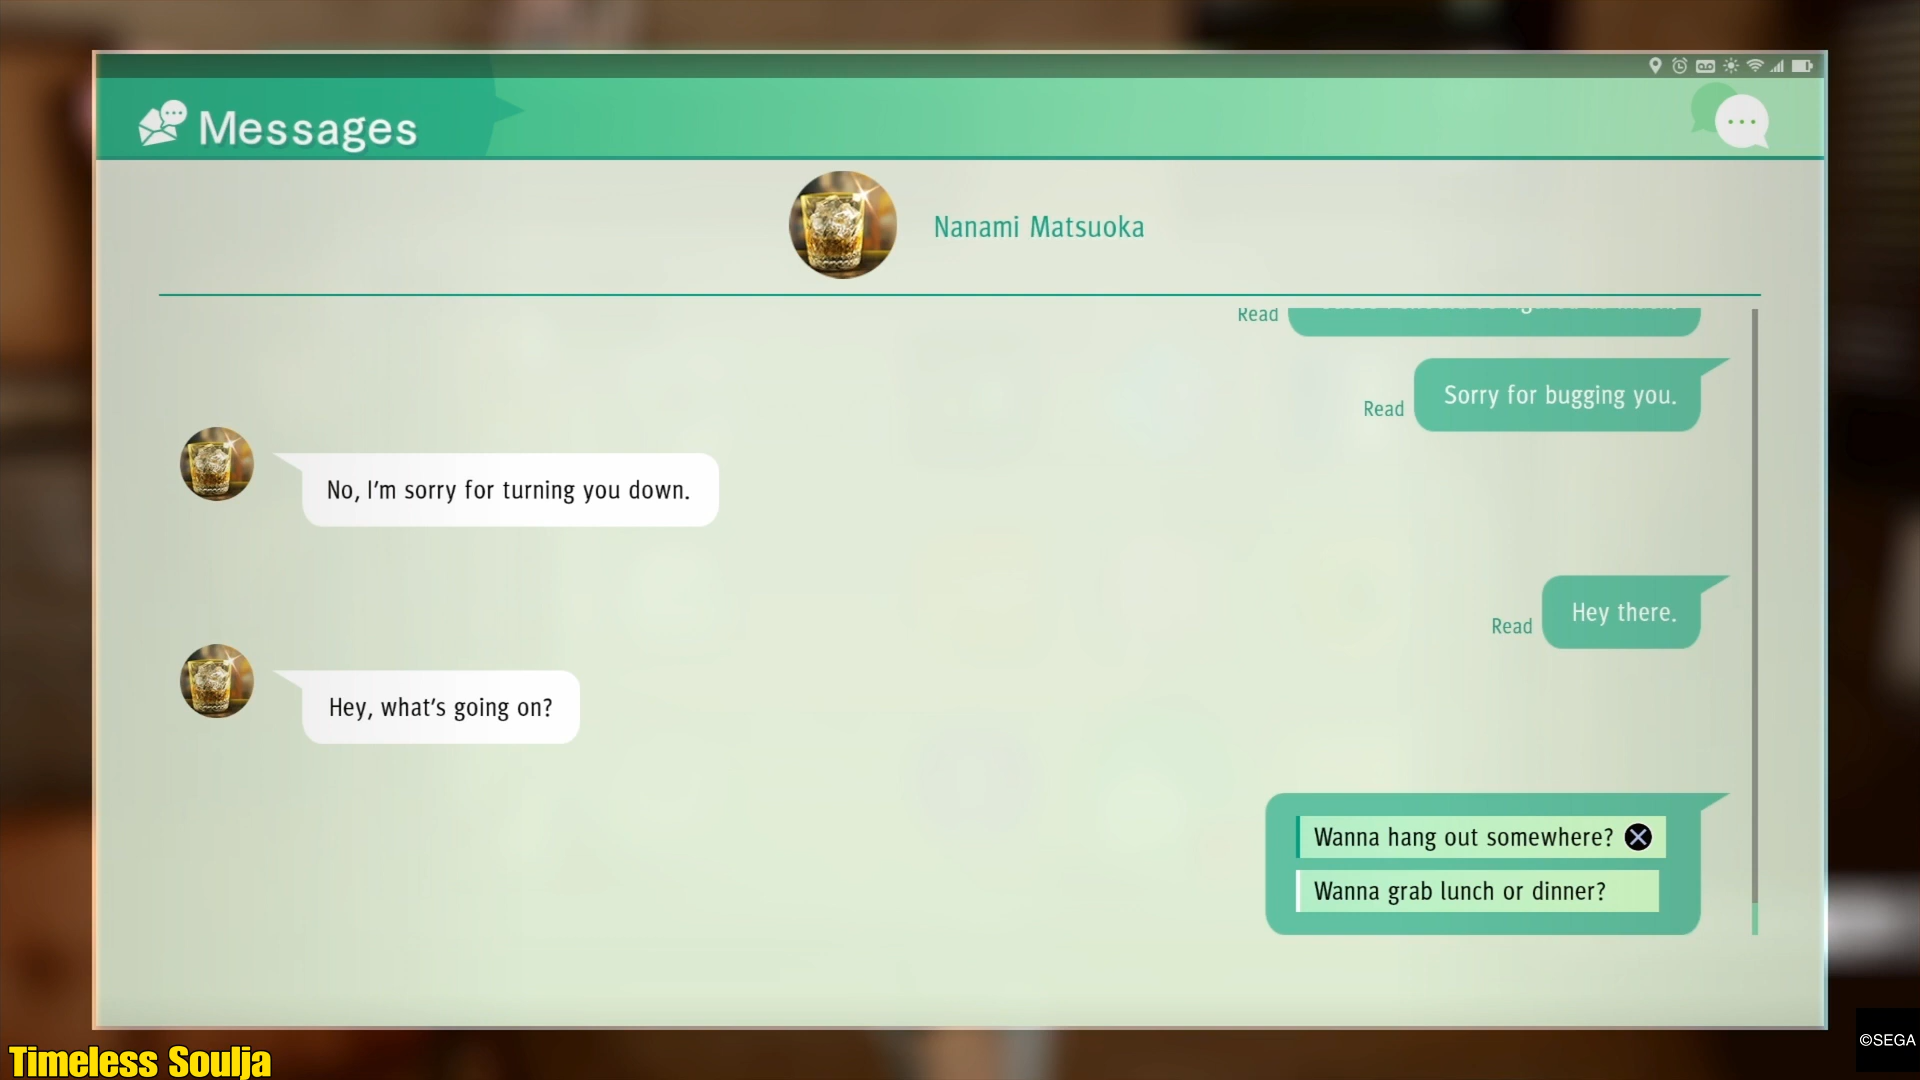 Messages
Nanami Matsuoka
Read
Sorry for bugging you.
Read
No, I'm sorry for turning you down.
Hey there.
Read
Hey, what's going on?
Wanna hang out somewhere?
Wanna grab lunch or dinner?
Timeless Soulja
©SEGA